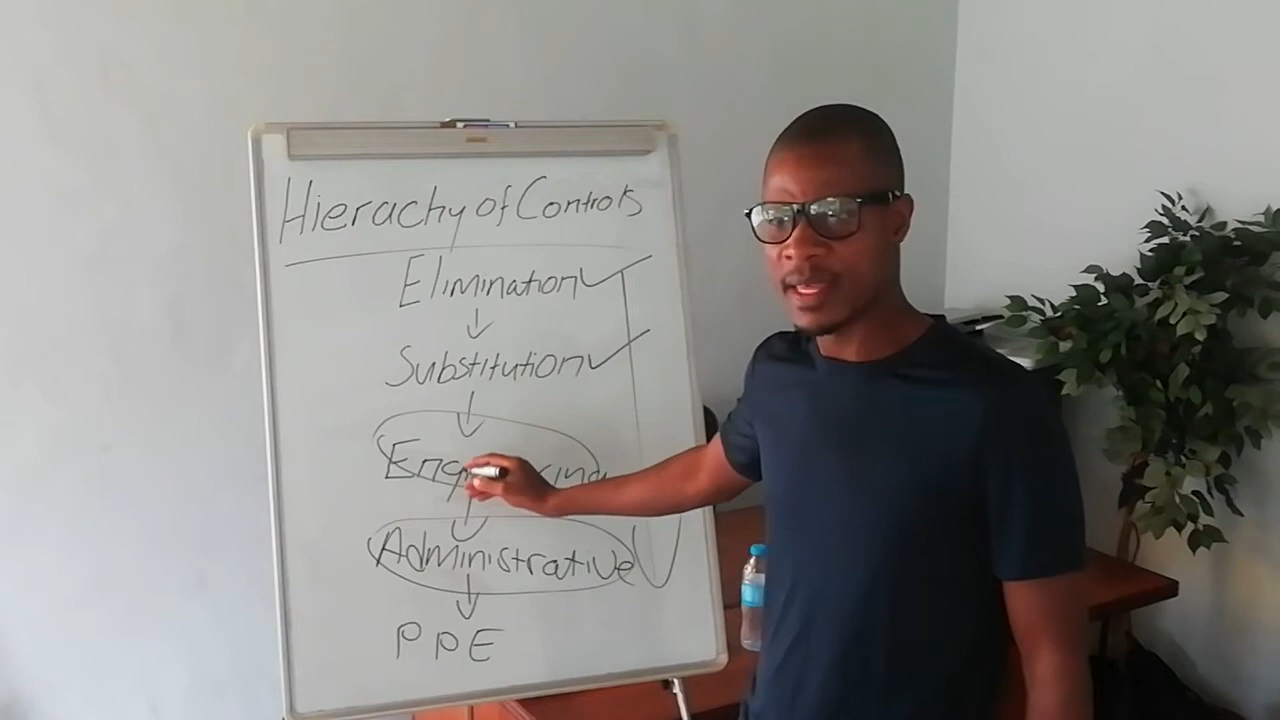 Hierachy of Controls
Elimination
Substitution
Administrative
PPE